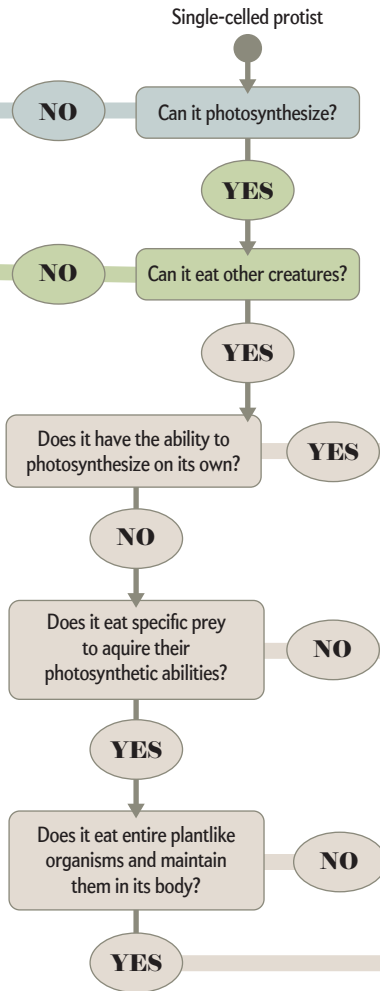 Single-celled protist
NO
Can it photosynthesize?
YES
NO
Can it eat other creatures?
YES
Does it have the ability to
photosynthesize on its own?
YES
NO
Does it eat specific prey
to aquire their
photosynthetic abilities?
NO
YES
Does it eat entire plantlike
organisms and maintain
them in its body?
NO
YES